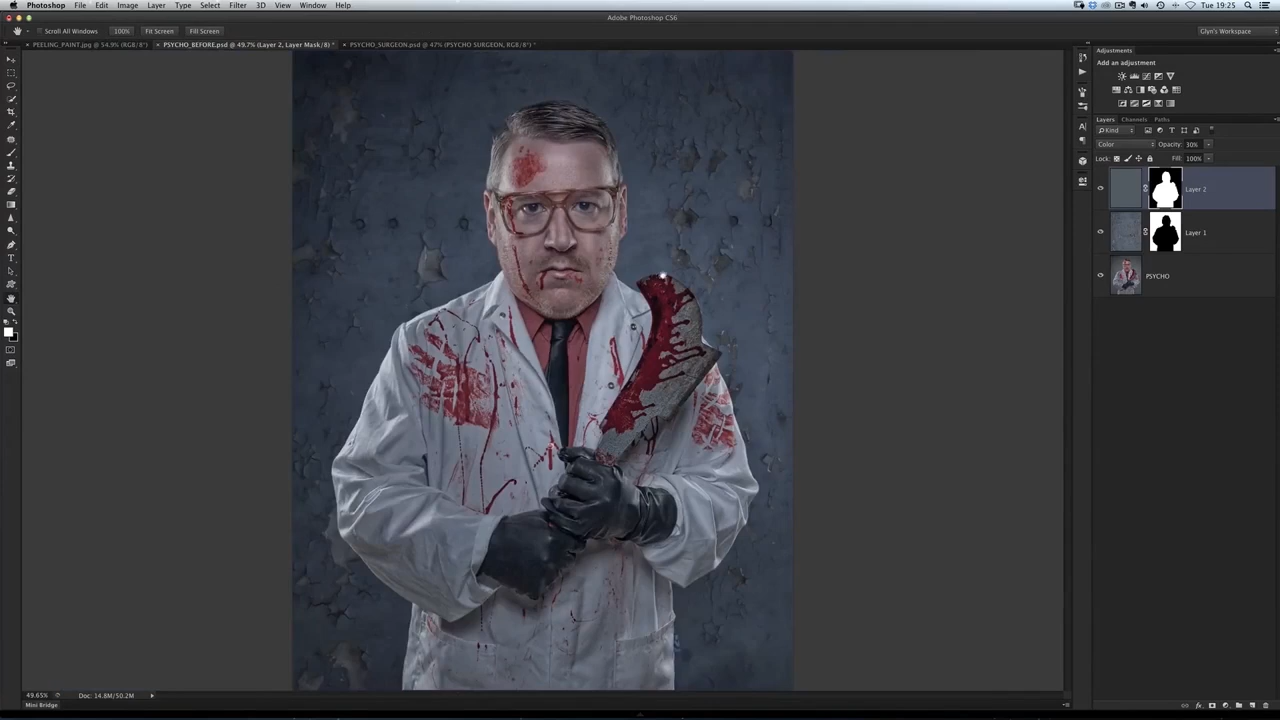 Photoshop File Edit Image Layer Type Select Filter 3D View Window Help Tue 19:25
Adobe Photoshop CS6
Scroll All Windows 100% Fit Screen Fill Screen Glyn's Workspace
× PEELING_PAINT.jpg @ 54.9% (RGB/8*) × PSYCHO_BEFORE.psd @ 49.7% (Layer 2, Layer Mask/8) * × PSYCHO_SURGEON.psd @ 47% (PSYCHO SURGEON, RGB/8*) *
Adjustments
Add an adjustment
Layers Channels Paths
Kind
Color Opacity: 30%
Lock: Fill: 100%
Layer 2
Layer 1
PSYCHO
49.65% Doc: 14.8M/50.2M
Mini Bridge